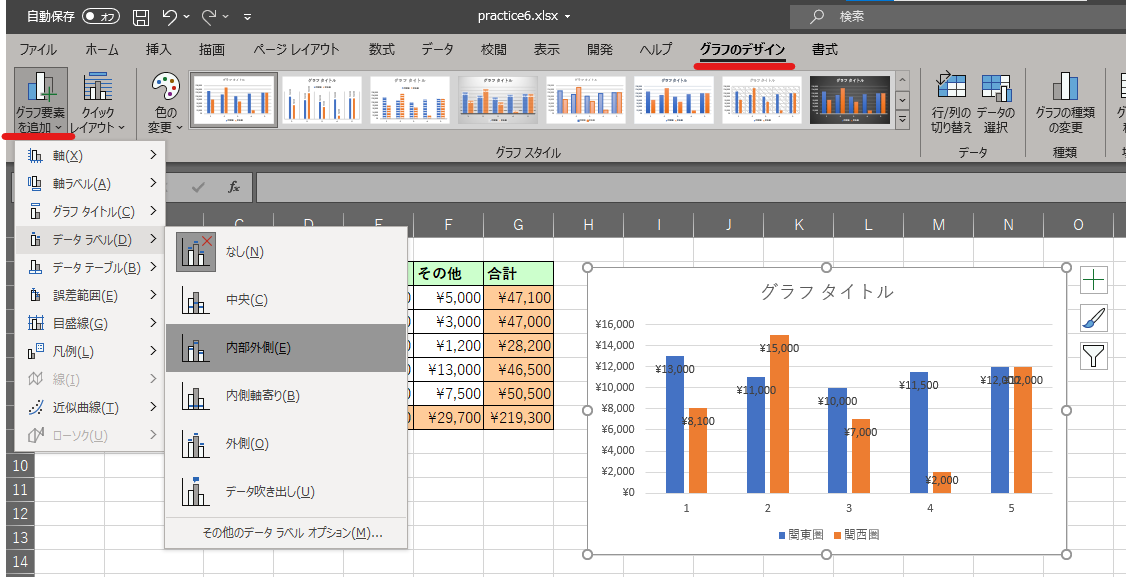 自動保存 オフ practice6.xlsx 検索
ファイル ホーム 挿入 描画 ページ レイアウト 数式 データ 校閲 表示 開発 ヘルプ グラフのデザイン 書式
グラフ要素
を追加
クイック
レイアウト
色の
変更
行/列の
切り替え
データの
選択
グラフの種類
の変更
グラフ スタイル データ 種類
fx
軸(X)
軸ラベル(A)
グラフ タイトル(C)
データ ラベル(D)
データ テーブル(B)
誤差範囲(E)
目盛線(G)
凡例(L)
線(I)
近似曲線(T)
ローソク(U)
なし(N)
中央(C)
内部外側(E)
内側軸寄り(B)
外側(O)
データ吹き出し(U)
その他のデータ ラベル オプション(M)...
F G H I J K L M N O
その他 合計
¥5,000 ¥47,100
¥3,000 ¥47,000
¥1,200 ¥28,200
¥13,000 ¥46,500
¥7,500 ¥50,500
¥29,700 ¥219,300
10
11
12
13
14
グラフ タイトル
¥16,000
¥14,000
¥12,000
¥10,000
¥8,000
¥6,000
¥4,000
¥2,000
¥0
¥13,000 ¥8,100 ¥11,000 ¥15,000 ¥10,000 ¥7,000 ¥11,500 ¥2,000 ¥12,000 ¥12,000
1 2 3 4 5
関東圏 関西圏